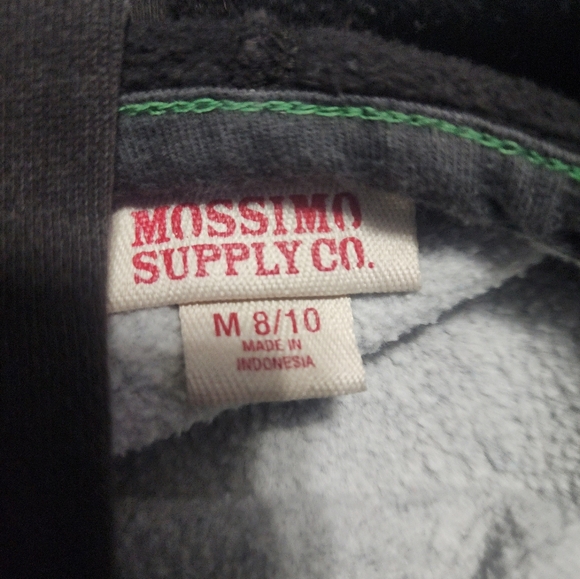 MOSSIMO
SUPPLY CO.
M 8/10
MADE IN
INDONESIA